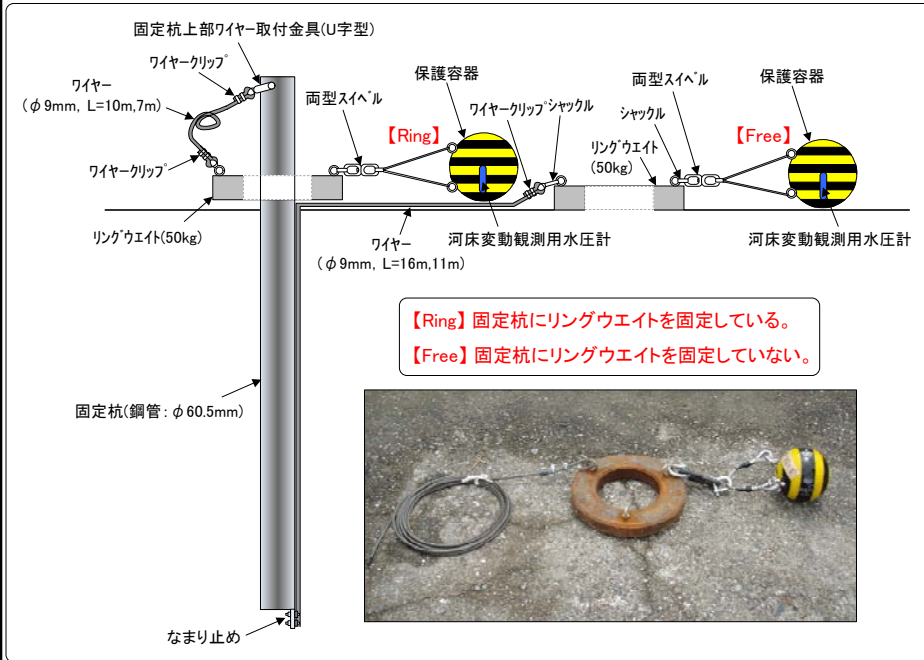 固定杭上部ワイヤー取付金具(U字型)
ワイヤークリップ
ワイヤー
(φ9mm, L=10m,7m)
ワイヤークリップ
両型スイベル
保護容器
【Ring】
ワイヤークリップ
シャックル
両型スイベル
シャックル
保護容器
【Free】
リングウエイト
(50kg)
リングウエイト(50kg)
ワイヤー
(φ9mm, L=16m,11m)
河床変動観測用水圧計
河床変動観測用水圧計
【Ring】固定杭にリングウエイトを固定している。
【Free】固定杭にリングウエイトを固定していない。
固定杭(鋼管:φ60.5mm)
なまり止め